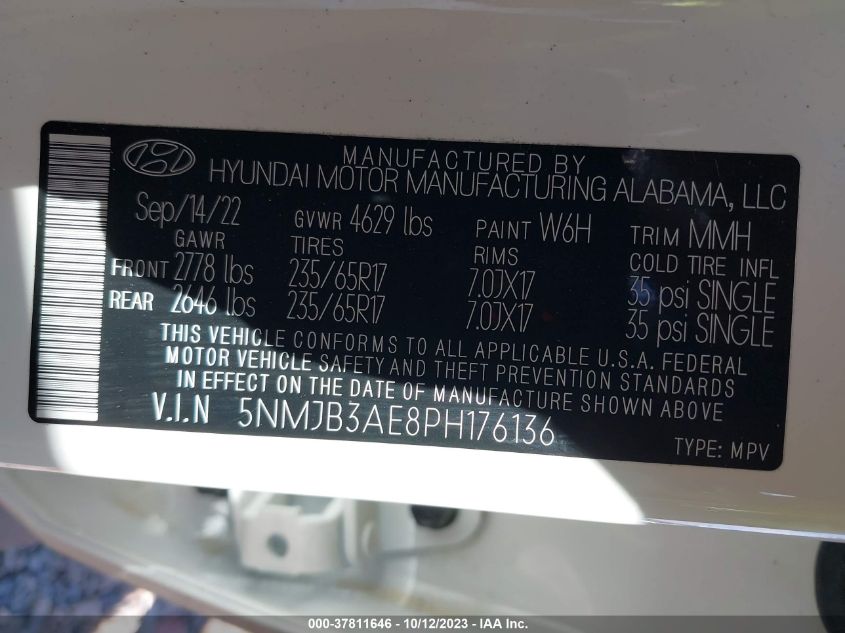 MANUFACTURED BY
HYUNDAI MOTOR MANUFACTURING ALABAMA, LLC
Sep/14/22 GVWR 4629 lbs PAINT W6H TRIM MMH
GAWR TIRES RIMS COLD TIRE INFL
FRONT 2778 lbs 235/65R17 7.0JX17 35 psi SINGLE
REAR 2646 lbs 235/65R17 7.0JX17 35 psi SINGLE
THIS VEHICLE CONFORMS TO ALL APPLICABLE U.S.A. FEDERAL
MOTOR VEHICLE SAFETY AND THEFT PREVENTION STANDARDS
IN EFFECT ON THE DATE OF MANUFACTURE SHOWN ABOVE
V.I.N 5NMJB3AE8PH176136
TYPE: MPV
000-37811646 - 10/12/2023 - IAA Inc.